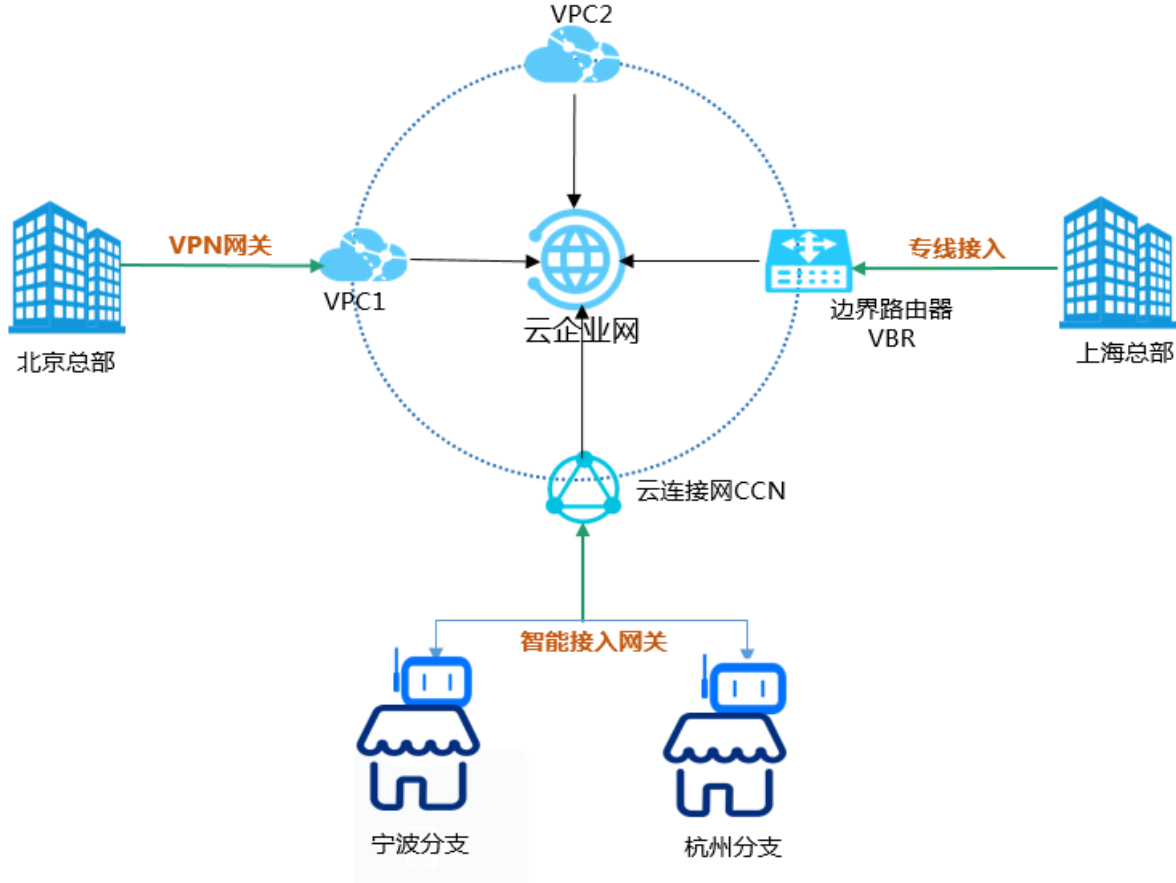 VPC2
VPN网关
专线接入
VPC1
云企业网
边界路由器
VBR
北京总部
上海总部
云连接网CCN
智能接入网关
宁波分支
杭州分支